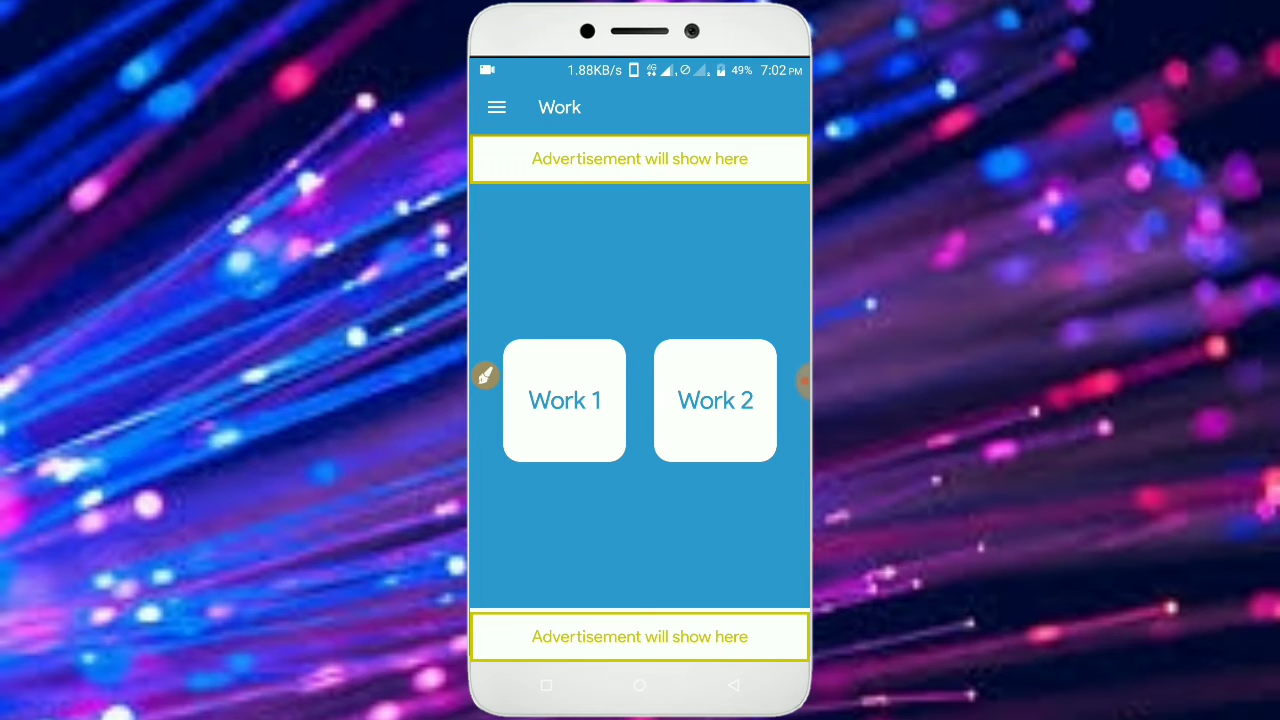 1.88KB/s 4G 49% 7:02 PM
Work
Advertisement will show here
Work 1
Work 2
Advertisement will show here